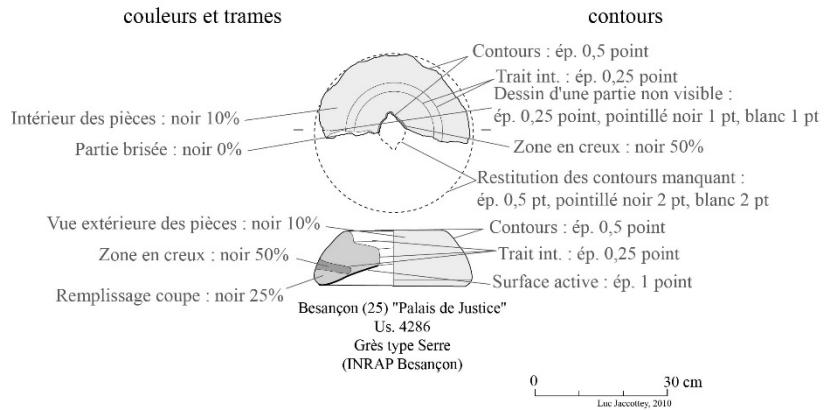 couleurs et trames
contours
Contours : ép. 0,5 point
Trait int. : ép. 0,25 point
Dessin d'une partie non visible :
ép. 0,25 point, pointillé noir 1 pt, blanc 1 pt
Intérieur des pièces : noir 10%
Partie brisée : noir 0%
Zone en creux : noir 50%
Restitution des contours manquant :
ép. 0,5 pt, pointillé noir 2 pt, blanc 2 pt
Vue extérieure des pièces : noir 10%
Zone en creux : noir 50%
Remplissage coupe : noir 25%
Contours : ép. 0,5 point
Trait int. : ép. 0,25 point
Surface active : ép. 1 point
Besançon (25) "Palais de Justice"
Us. 4286
Grès type Serre
(INRAP Besançon)
0 30 cm
Luc Jaccottey, 2010